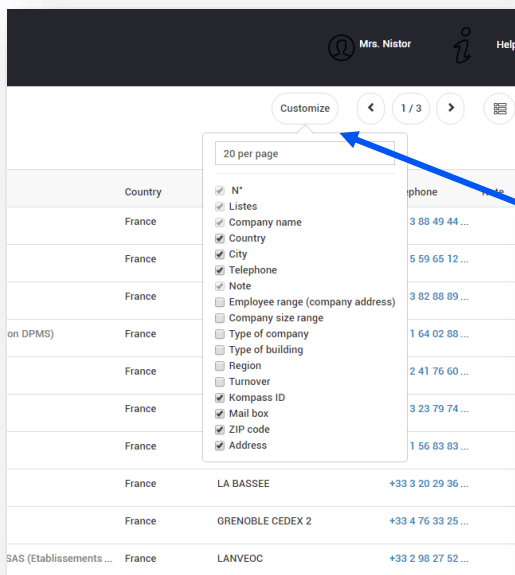 Mrs. Nistor Help
Customize 1 / 3
20 per page
Country phone Note
N°
Listes
Company name
Country
City
Telephone
Note
Employee range (company address)
Company size range
Type of company
Type of building
Region
Turnover
Kompass ID
Mail box
ZIP code
Address
France 3 88 49 44 ...
France 5 59 65 12 ...
France 3 82 88 89 ...
on DPMS) France 1 64 02 88 ...
France 2 41 76 60 ...
France 3 23 79 74 ...
France 1 56 83 83 ...
France LA BASSEE +33 3 20 29 36 ...
France GRENOBLE CEDEX 2 +33 4 76 33 25 ...
SAS (Etablissements ... France LANVEOC +33 2 98 27 52 ...